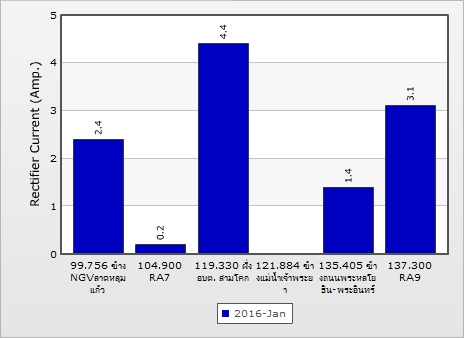 5
4
3
2
1
0
Rectifier Current (Amp.)
2.4
0.2
4.4
1.4
3.1
99.756 ข้าง
NGVลาดหลุม
แก้ว
104.900
RA7
119.330 ฝั่ง
อบต. สามโคก
121.884 ข้า
งแม่น้ำเจ้าพระย
า
135.405 ข้า
งถนนพระหลโย
ธิน-พระอินทร์
137.300
RA9
2016-Jan